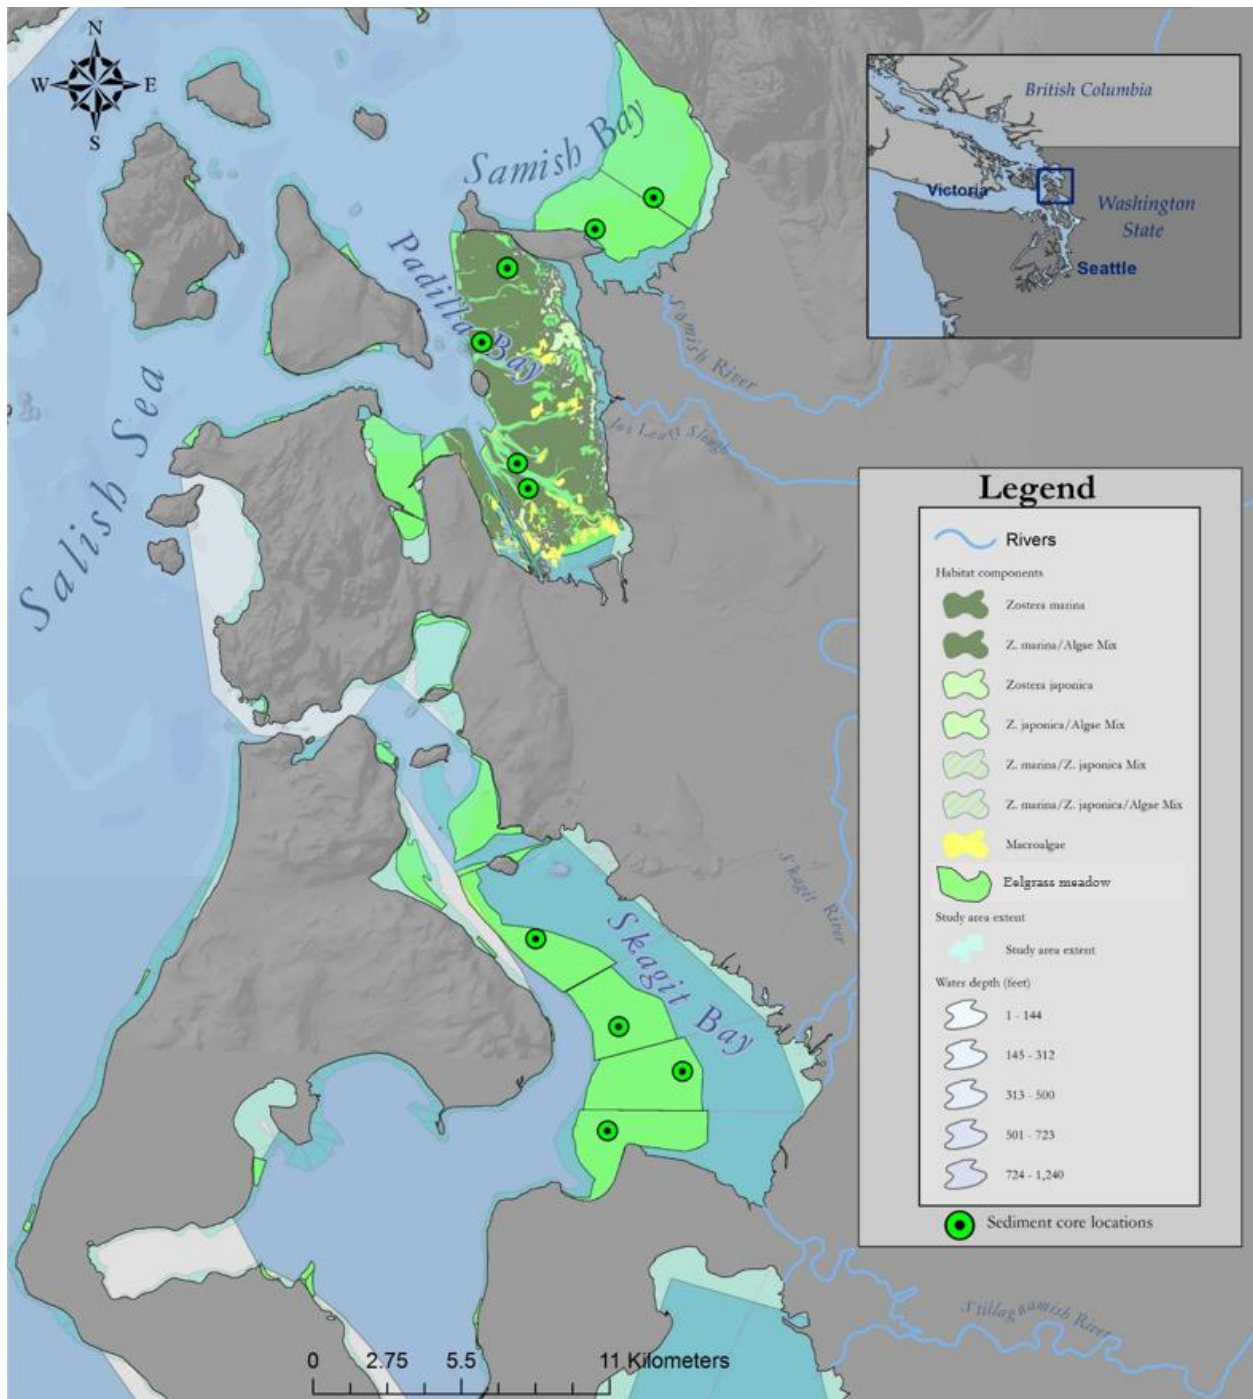 N
W E
S
Samish Bay
Padilla Bay
Salish Sea
Samish River
Joe Leary Slough
Skagit River
Skagit Bay
Stillaguamish River
0 2.75 5.5 11 Kilometers
British Columbia
Victoria
Washington
State
Seattle
Legend
Rivers
Habitat components
Zostera marina
Z. marina/Algae Mix
Zostera japonica
Z. japonica/Algae Mix
Z. marina/Z. japonica Mix
Z. marina/Z. japonica/Algae Mix
Macroalgae
Eelgrass meadow
Study area extent
Study area extent
Water depth (feet)
1 - 144
145 - 312
313 - 500
501 - 723
724 - 1,240
Sediment core locations